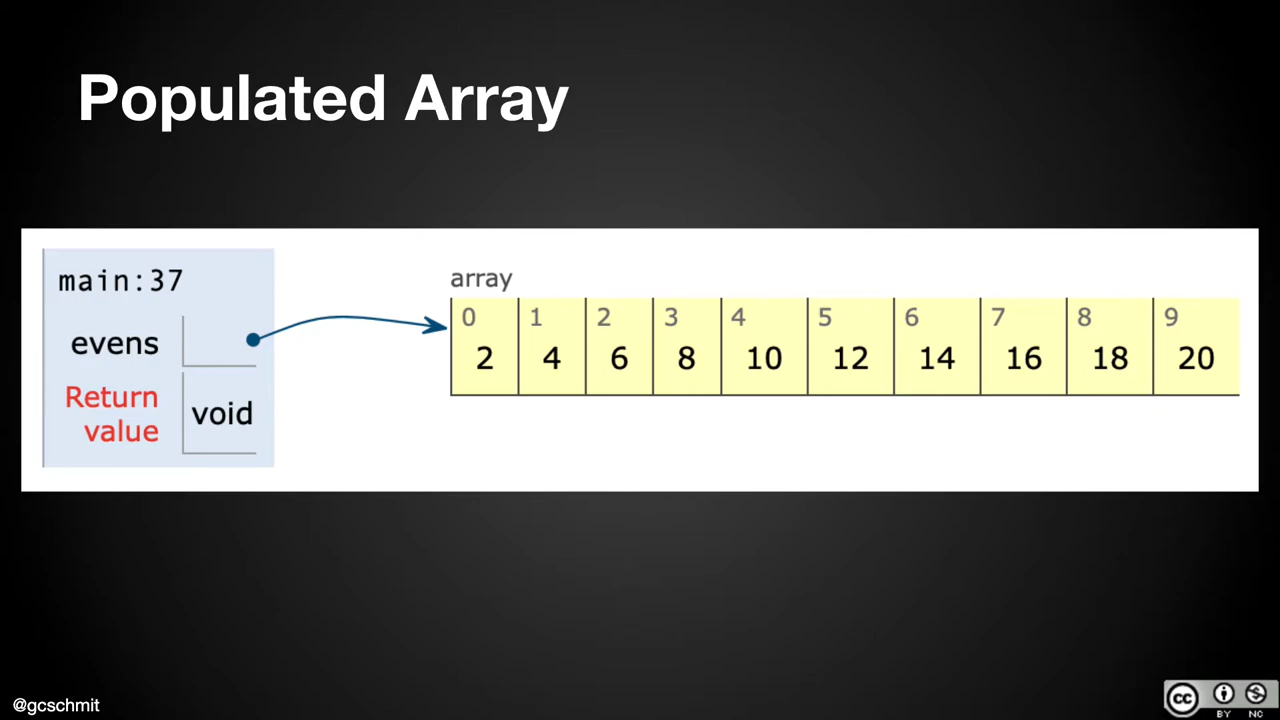 Populated Array
main:37
array
0 1 2 3 4 5 6 7 8 9
evens
2 4 6 8 10 12 14 16 18 20
Return
value
void
@gcschmit
cc
BY NC